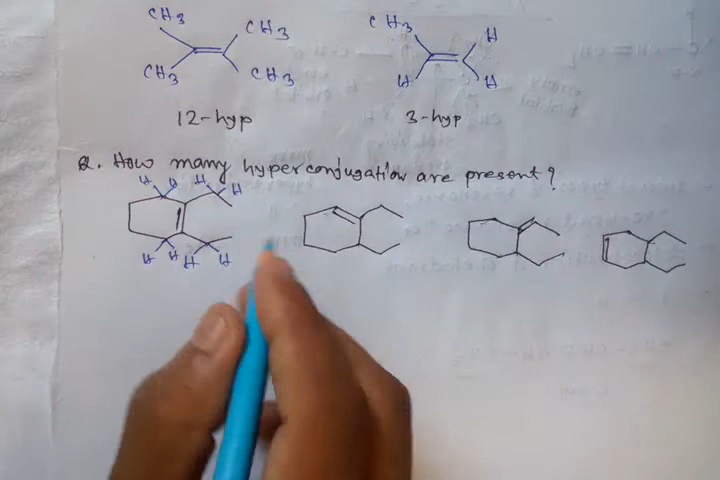 CH3 CH3 CH3 H
CH3 CH3 H H
12-hyp 3-hyp
Q. How many hyperconjugation are present?
H H H H
H H H H